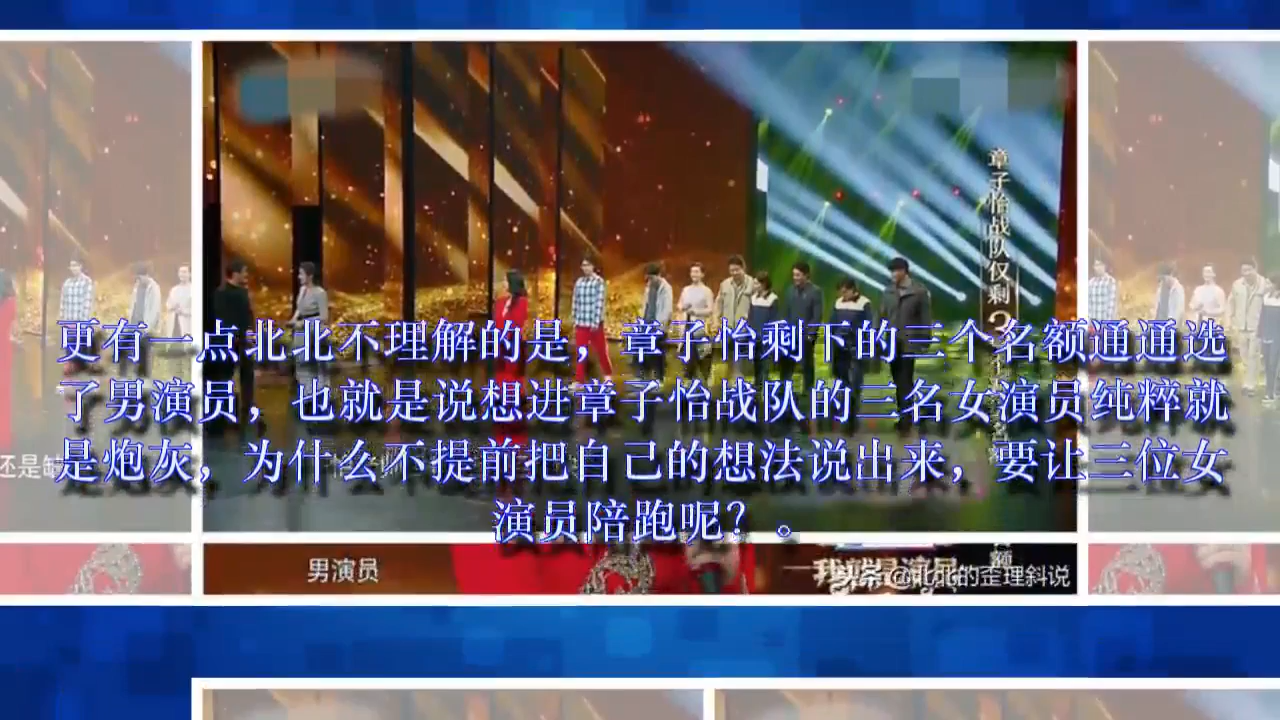 章子怡战队仅剩3
更有一点北北不理解的是，章子怡剩下的三个名额通通选
了男演员，也就是说想进章子怡战队的三名女演员纯粹就
是炮灰，为什么不提前把自己的想法说出来，要让三位女
演员陪跑呢？。
还是缺
男演员
头条 @北北的歪理斜说